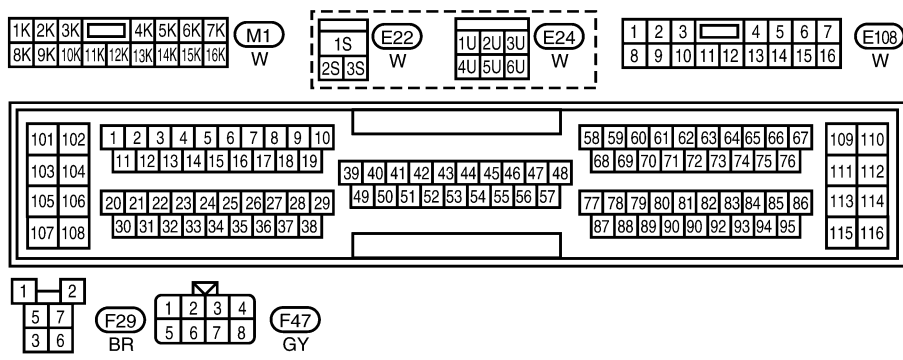 1K 2K 3K 4K 5K 6K 7K
8K 9K 10K 11K 12K 13K 14K 15K 16K
M1
W
1S
2S 3S
E22
W
1U 2U 3U
4U 5U 6U
E24
W
1 2 3 4 5 6 7
8 9 10 11 12 13 14 15 16
E108
W
101 102
103 104
105 106
107 108
1 2 3 4 5 6 7 8 9 10
11 12 13 14 15 16 17 18 19
20 21 22 23 24 25 26 27 28 29
30 31 32 33 34 35 36 37 38
39 40 41 42 43 44 45 46 47 48
49 50 51 52 53 54 55 56 57
58 59 60 61 62 63 64 65 66 67
68 69 70 71 72 73 74 75 76
77 78 79 80 81 82 83 84 85 86
87 88 89 90 90 92 93 94 95
109 110
111 112
113 114
115 116
1 2
5 7
3 6
F29
BR
1 2 3 4
5 6 7 8
F47
GY